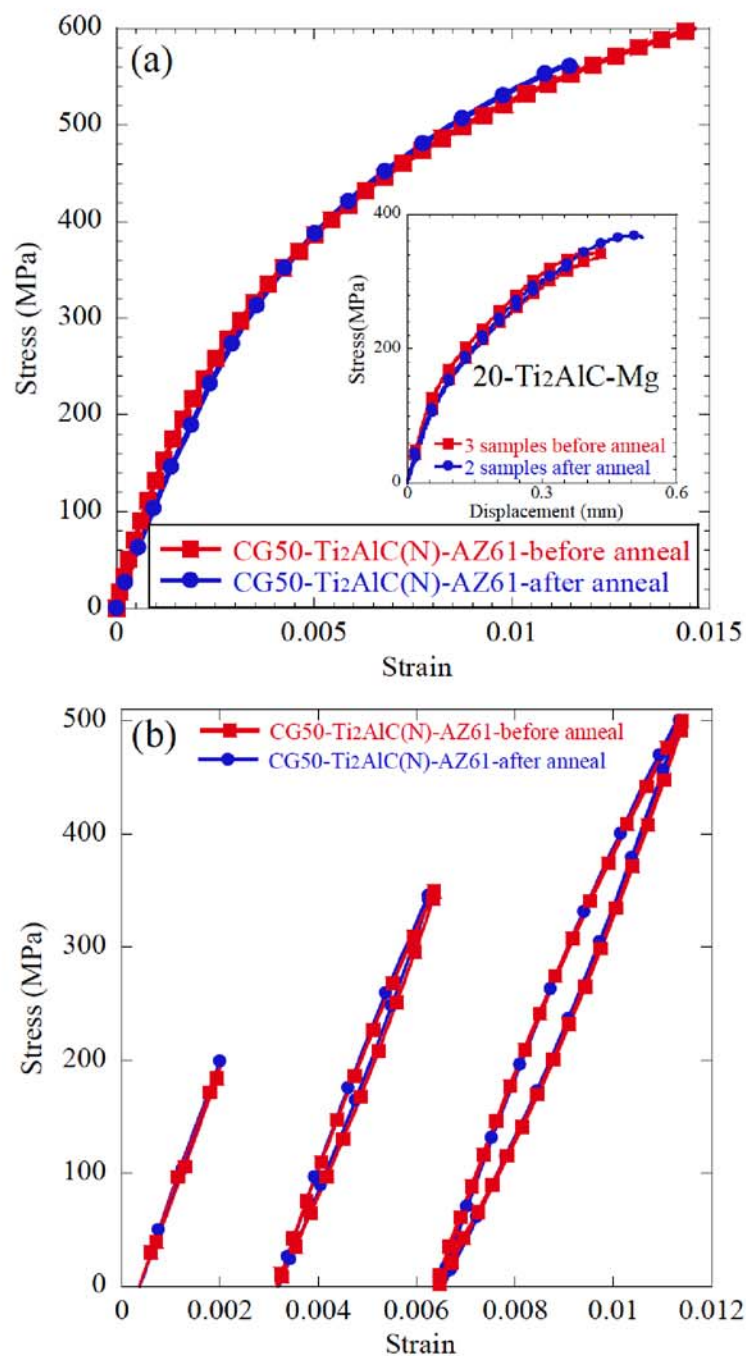 (a)
600
500
400
300
200
100
0
Stress (MPa)
0
0.005
0.01
0.015
Strain
400
200
0
Stress(MPa)
20-Ti2AlC-Mg
3 samples before anneal
2 samples after anneal
0
0.3
0.6
Displacement (mm)
CG50-Ti2AlC(N)-AZ61-before anneal
CG50-Ti2AlC(N)-AZ61-after anneal
(b)
CG50-Ti2AlC(N)-AZ61-before anneal
CG50-Ti2AlC(N)-AZ61-after anneal
500
400
300
200
100
0
Stress (MPa)
0
0.002
0.004
0.006
0.008
0.01
0.012
Strain